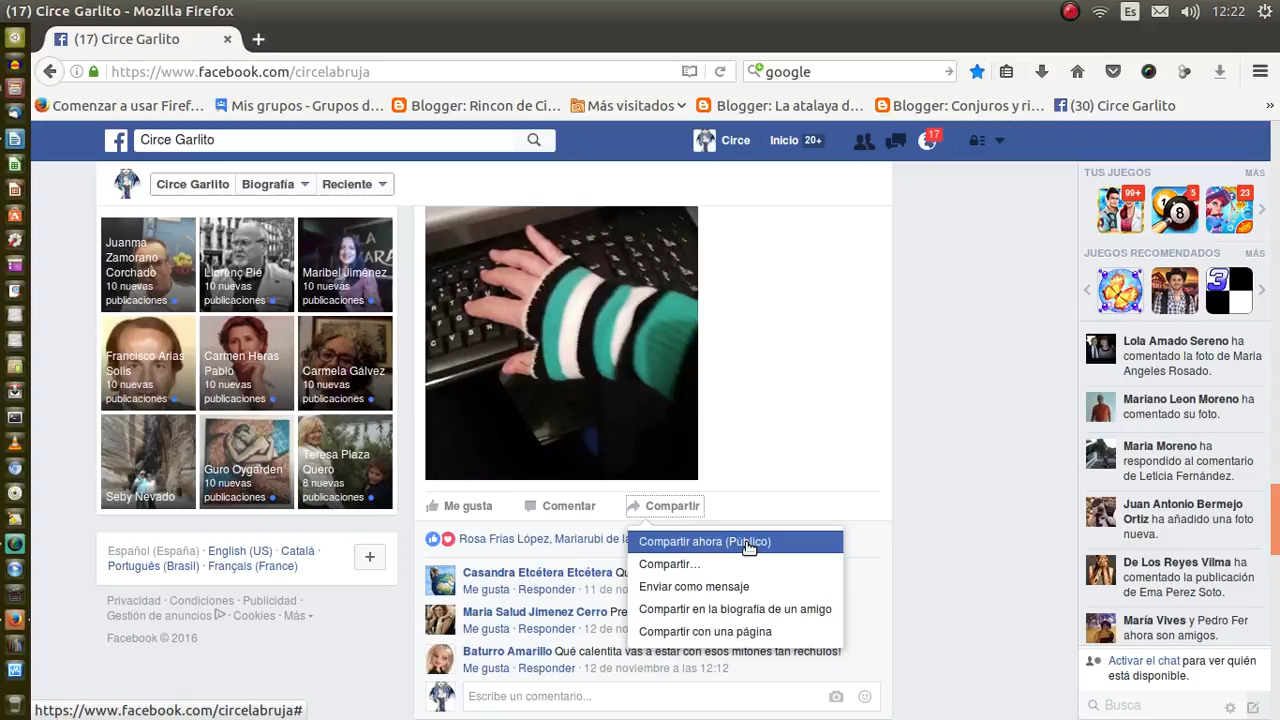 (17) Circe Garlito - Mozilla Firefox
Es
12:22
(17) Circe Garlito
https://www.facebook.com/circelabruja
google
Comenzar a usar Firef...
Mis grupos - Grupos d...
Blogger: Rincon de Ci...
Más visitados
Blogger: La atalaya d...
Blogger: Conjuros y ri...
(30) Circe Garlito
Circe Garlito
Circe
Inicio 20+
17
Circe Garlito
Biografía
Reciente
Juanma
Zamorano
Corchado
10 nuevas
publicaciones
Llorenç Pié
10 nuevas
publicaciones
Maribel Jiménez
10 nuevas
publicaciones
Francisco Arias
Solis
10 nuevas
publicaciones
Carmen Heras
Pablo
10 nuevas
publicaciones
Carmela Gálvez
10 nuevas
publicaciones
Seby Nevado
Guro Oygarden
10 nuevas
publicaciones
Teresa Plaza
Quero
8 nuevas
publicaciones
Español (España) · English (US) · Català ·
Português (Brasil) · Français (France)
Privacidad · Condiciones · Publicidad ·
Gestión de anuncios · Cookies · Más
Facebook © 2016
Me gusta
Comentar
Compartir
Rosa Frías López, Mariarubi de la
Compartir ahora (Público)
Compartir…
Enviar como mensaje
Compartir en la biografía de un amigo
Compartir con una página
Casandra Etcétera Etcétera
Me gusta · Responder · 11 de
Maria Salud Jimenez Cerro
Me gusta · Responder · 12 de
Baturro Amarillo Qué calentita vas a estar con esos mitones tan rechulos!
Me gusta · Responder · 12 de noviembre a las 12:12
Escribe un comentario...
TUS JUEGOS
MÁS
99+
5
23
JUEGOS RECOMENDADOS
MÁS
Lola Amado Sereno ha
comentado la foto de Maria
Angeles Rosado.
Mariano Leon Moreno ha
comentado su foto.
Maria Moreno ha
respondido al comentario
de Leticia Fernández.
Juan Antonio Bermejo
Ortiz ha añadido una foto
nueva.
De Los Reyes Vilma ha
comentado la publicación
de Ema Perez Soto.
María Vives y Pedro Fer
ahora son amigos.
Activar el chat para ver quién
está disponible.
Busca
https://www.facebook.com/circelabruja#